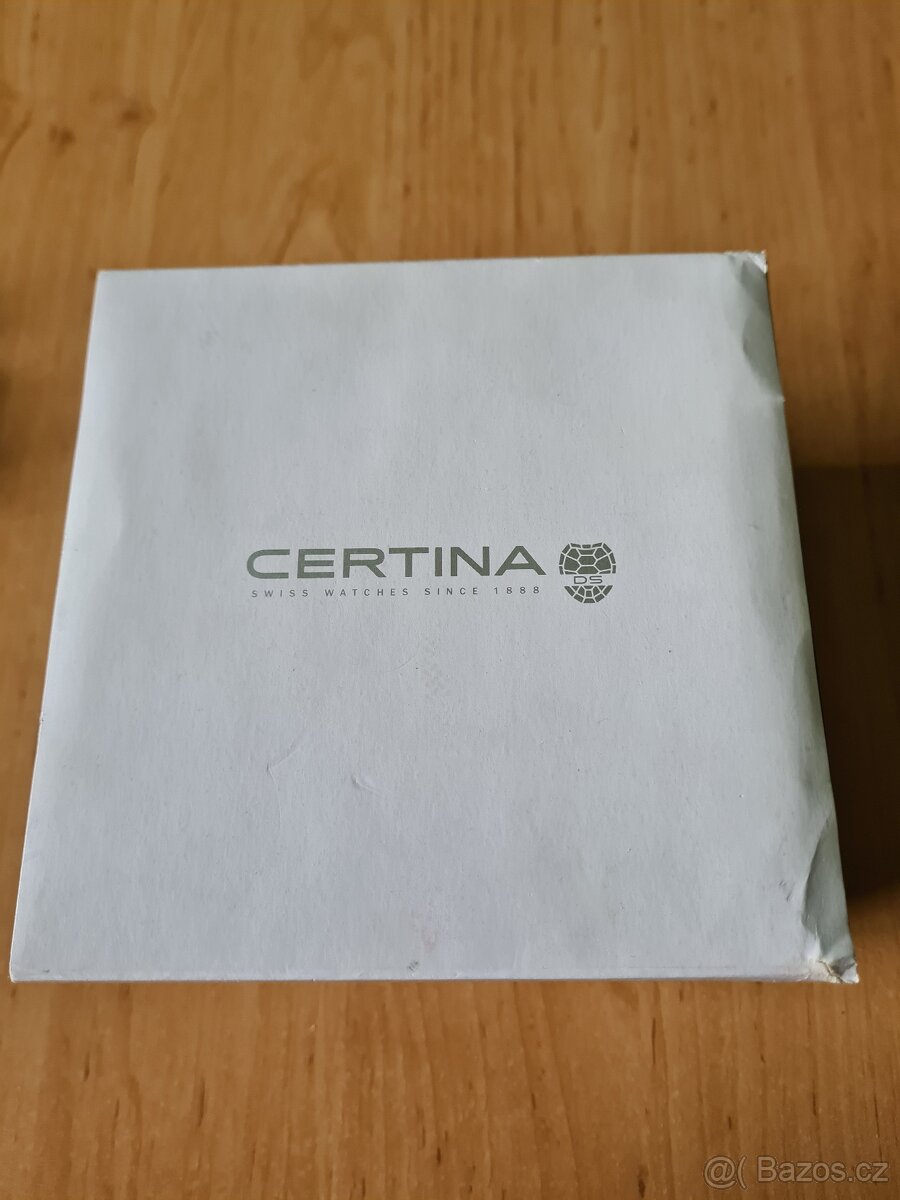 CERTINA
DS
SWISS WATCHES SINCE 1888
@( Bazos.cz